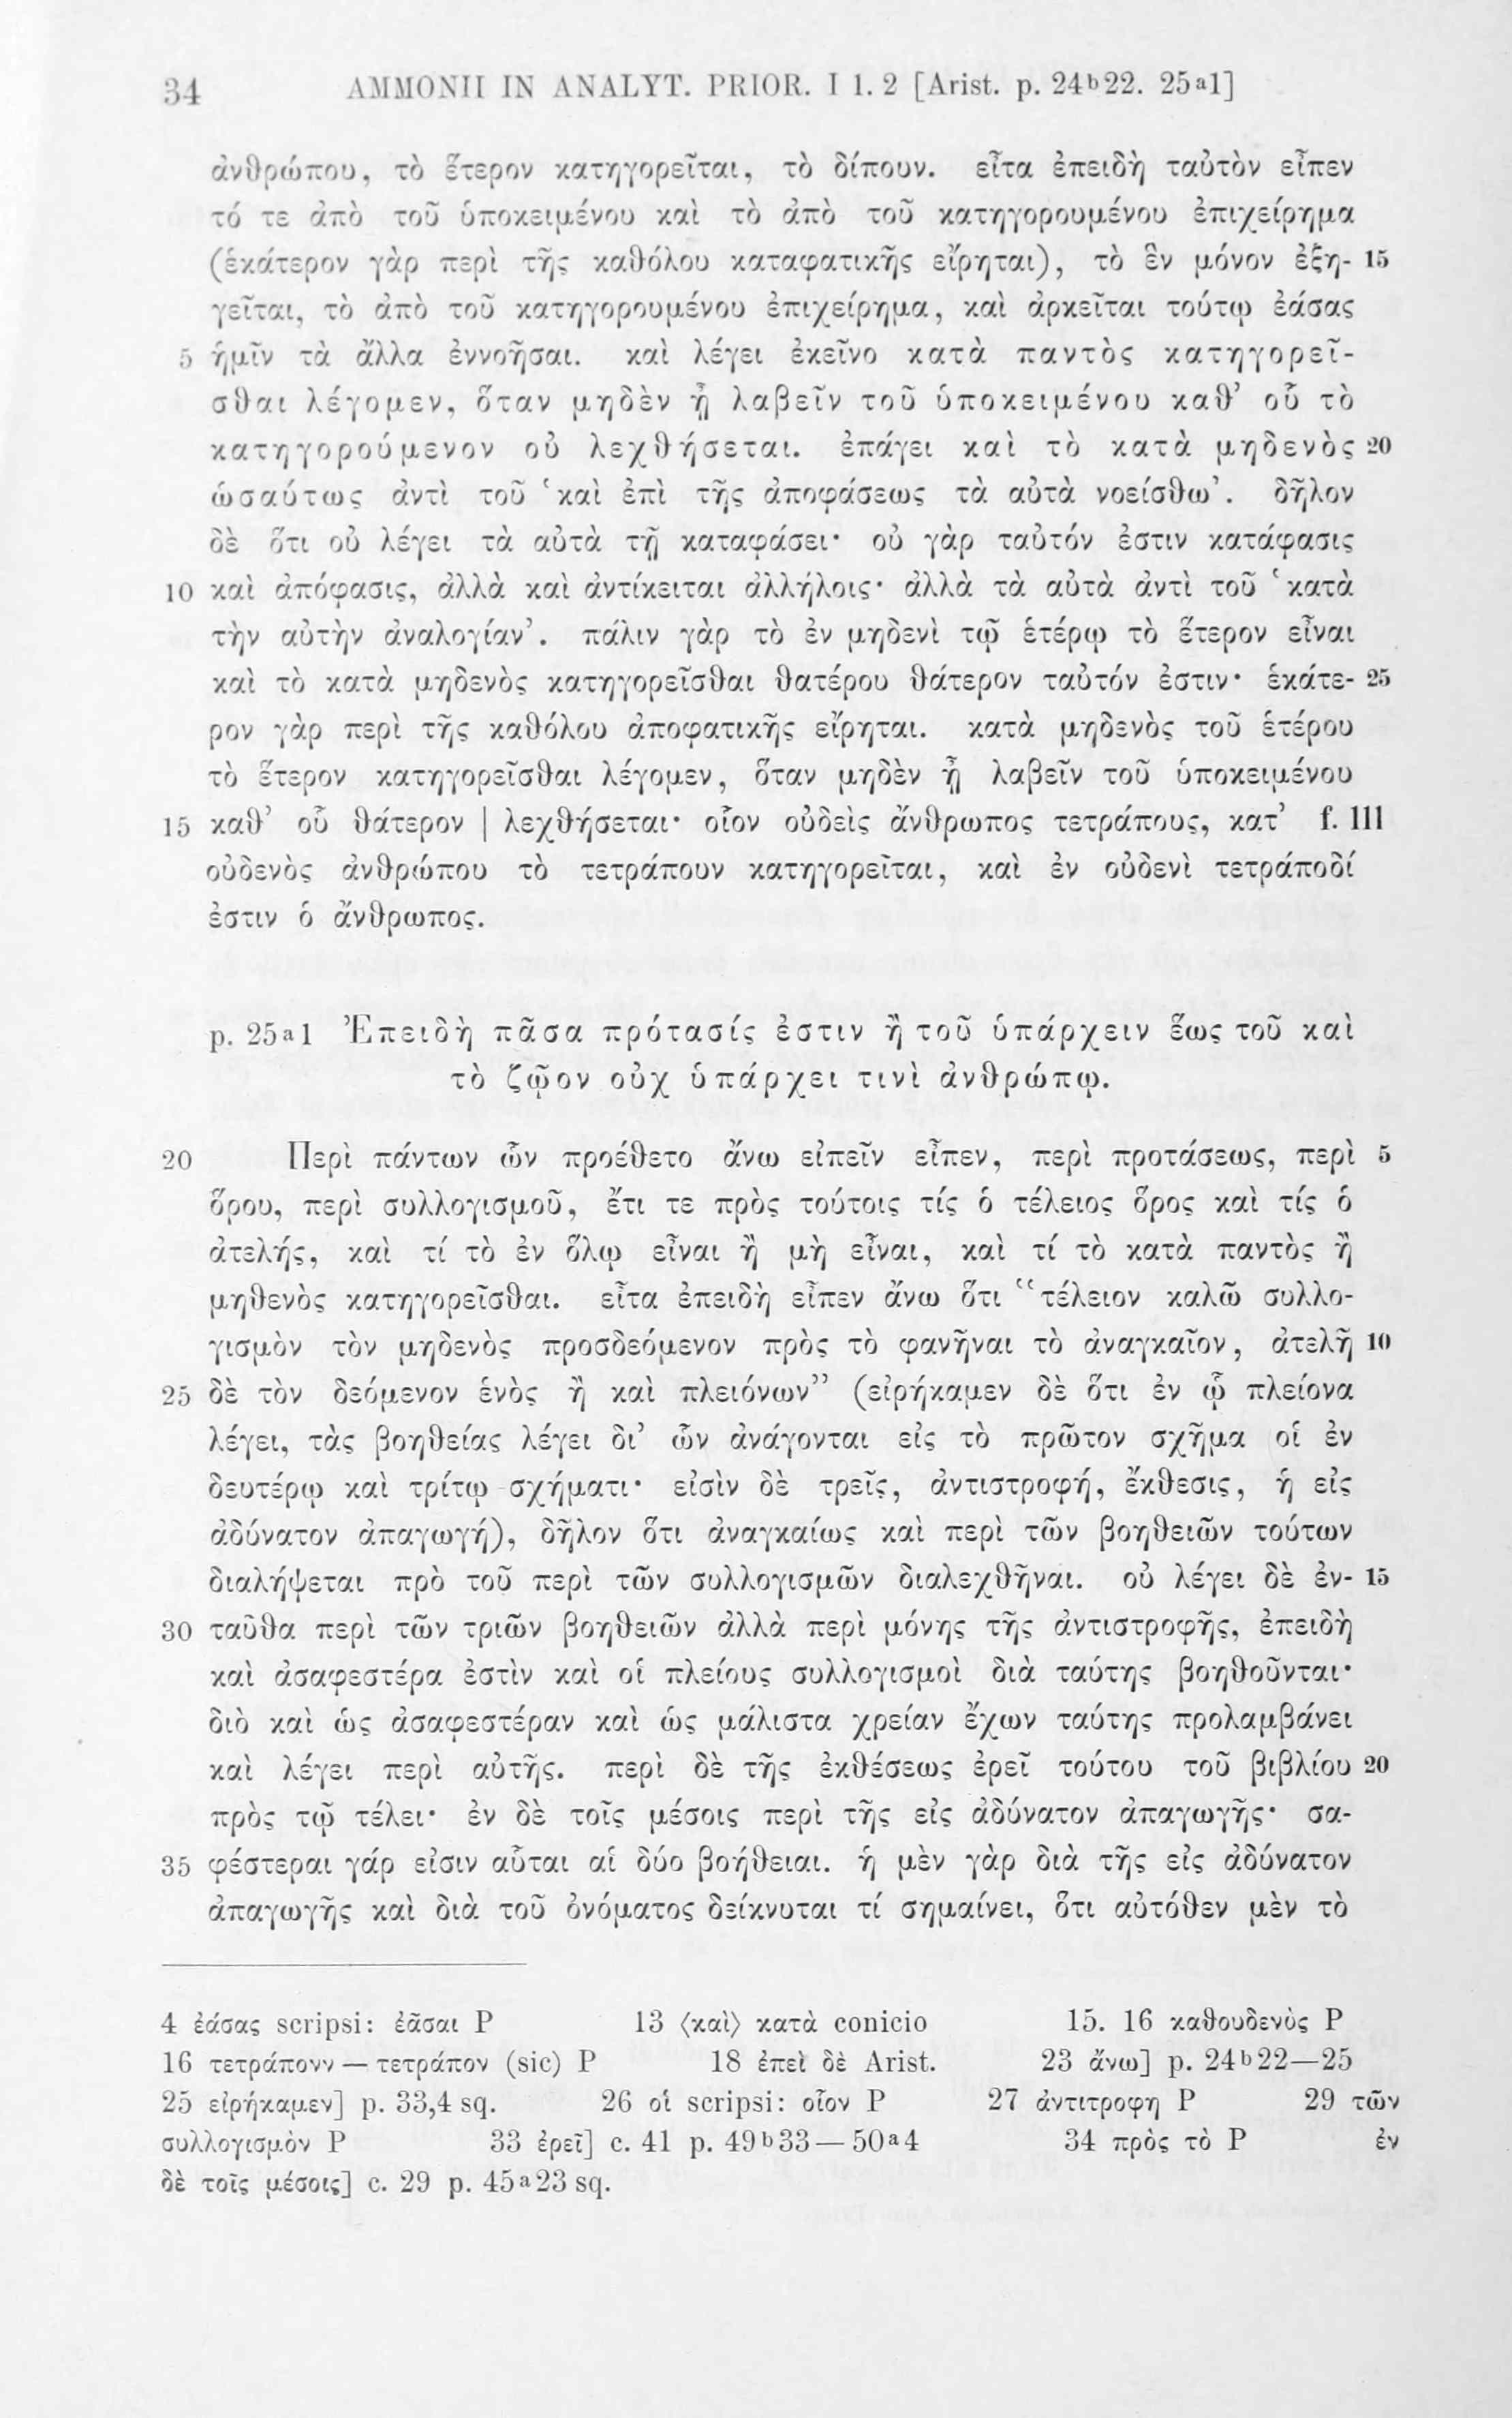 34 AMMONII IN ANALYT. PRIOR. I 1. 2 [Arist. p. 24b22. 25a1]
ἀνθρώπου, τὸ ἕτερον κατηγορεῖται, τὸ δίπουν. εἶτα ἐπειδὴ ταὐτὸν εἶπεν
τό τε ἀπὸ τοῦ ὑποκειμένου καὶ τὸ ἀπὸ τοῦ κατηγορουμένου ἐπιχείρημα
(ἑκάτερον γὰρ περὶ τῆς καθόλου καταφατικῆς εἴρηται), τὸ ἓν μόνον ἐξη- 15
γεῖται, τὸ ἀπὸ τοῦ κατηγορουμένου ἐπιχείρημα, καὶ ἀρκεῖται τούτῳ ἐάσας
5 ἡμῖν τὰ ἄλλα ἐννοῆσαι. καὶ λέγει ἐκεῖνο κατὰ παντὸς κατηγορεῖ-
σθαι λέγομεν, ὅταν μηδὲν ᾖ λαβεῖν τοῦ ὑποκειμένου καθ’ οὗ τὸ
κατηγορούμενον οὐ λεχθήσεται. ἐπάγει καὶ τὸ κατὰ μηδενὸς 20
ὡσαύτως ἀντὶ τοῦ ‘καὶ ἐπὶ τῆς ἀποφάσεως τὰ αὐτὰ νοείσθω’. δῆλον
δὲ ὅτι οὐ λέγει τὰ αὐτὰ τῇ καταφάσει· οὐ γὰρ ταὐτόν ἐστιν κατάφασις
10 καὶ ἀπόφασις, ἀλλὰ καὶ ἀντίκειται ἀλλήλοις· ἀλλὰ τὰ αὐτὰ ἀντὶ τοῦ ‘κατὰ
τὴν αὐτὴν ἀναλογίαν’. πάλιν γὰρ τὸ ἐν μηδενὶ τῷ ἑτέρῳ τὸ ἕτερον εἶναι
καὶ τὸ κατὰ μηδενὸς κατηγορεῖσθαι θατέρου θάτερον ταὐτόν ἐστιν· ἑκάτε- 25
ρον γὰρ περὶ τῆς καθόλου ἀποφατικῆς εἴρηται. κατὰ μηδενὸς τοῦ ἑτέρου
τὸ ἕτερον κατηγορεῖσθαι λέγομεν, ὅταν μηδὲν ᾖ λαβεῖν τοῦ ὑποκειμένου
15 καθ’ οὗ θάτερον | λεχθήσεται· οἷον οὐδεὶς ἄνθρωπος τετράπους, κατ’ f. 111
οὐδενὸς ἀνθρώπου τὸ τετράπουν κατηγορεῖται, καὶ ἐν οὐδενὶ τετράποδί
ἐστιν ὁ ἄνθρωπος.
p. 25a1 Ἐπειδὴ πᾶσα πρότασίς ἐστιν ἢ τοῦ ὑπάρχειν ἕως τοῦ καὶ
τὸ ζῷον οὐχ ὑπάρχει τινὶ ἀνθρώπῳ.
20 Περὶ πάντων ὧν προέθετο ἄνω εἰπεῖν εἶπεν, περὶ προτάσεως, περὶ 5
ὅρου, περὶ συλλογισμοῦ, ἔτι τε πρὸς τούτοις τίς ὁ τέλειος ὅρος καὶ τίς ὁ
ἀτελής, καὶ τί τὸ ἐν ὅλῳ εἶναι ἢ μὴ εἶναι, καὶ τί τὸ κατὰ παντὸς ἢ
μηθενὸς κατηγορεῖσθαι. εἶτα ἐπειδὴ εἶπεν ἄνω ὅτι “τέλειον καλῶ συλλο-
γισμὸν τὸν μηδενὸς προσδεόμενον πρὸς τὸ φανῆναι τὸ ἀναγκαῖον, ἀτελῆ 10
25 δὲ τὸν δεόμενον ἑνὸς ἢ καὶ πλειόνων” (εἰρήκαμεν δὲ ὅτι ἐν ᾧ πλείονα
λέγει, τὰς βοηθείας λέγει δι’ ὧν ἀνάγονται εἰς τὸ πρῶτον σχῆμα οἱ ἐν
δευτέρῳ καὶ τρίτῳ σχήματι· εἰσὶν δὲ τρεῖς, ἀντιστροφή, ἔκθεσις, ἡ εἰς
ἀδύνατον ἀπαγωγή), δῆλον ὅτι ἀναγκαίως καὶ περὶ τῶν βοηθειῶν τούτων
διαλήψεται πρὸ τοῦ περὶ τῶν συλλογισμῶν διαλεχθῆναι. οὐ λέγει δὲ ἐν- 15
30 ταῦθα περὶ τῶν τριῶν βοηθειῶν ἀλλὰ περὶ μόνης τῆς ἀντιστροφῆς, ἐπειδὴ
καὶ ἀσαφεστέρα ἐστὶν καὶ οἱ πλείους συλλογισμοὶ διὰ ταύτης βοηθοῦνται·
διὸ καὶ ὡς ἀσαφεστέραν καὶ ὡς μάλιστα χρείαν ἔχων ταύτης προλαμβάνει
καὶ λέγει περὶ αὐτῆς. περὶ δὲ τῆς ἐκθέσεως ἐρεῖ τούτου τοῦ βιβλίου 20
πρὸς τῷ τέλει· ἐν δὲ τοῖς μέσοις περὶ τῆς εἰς ἀδύνατον ἀπαγωγῆς· σα-
35 φέστεραι γάρ εἰσιν αὗται αἱ δύο βοήθειαι. ἡ μὲν γὰρ διὰ τῆς εἰς ἀδύνατον
ἀπαγωγῆς καὶ διὰ τοῦ ὀνόματος δείκνυται τί σημαίνει, ὅτι αὐτόθεν μὲν τὸ
4 ἐάσας scripsi: ἐᾶσαι P 13 ⟨καὶ⟩ κατὰ conicio 15. 16 καθουδενὸς P
16 τετράπονν — τετράπον (sic) P 18 ἐπεὶ δὲ Arist. 23 ἄνω] p. 24b22—25
25 εἰρήκαμεν] p. 33,4 sq. 26 οἱ scripsi: οἷον P 27 ἀντιτροφη P 29 τῶν
συλλογισμὸν P 33 ἐρεῖ] c. 41 p. 49b33 — 50a4 34 πρὸς τὸ P ἐν
δὲ τοῖς μέσοις] c. 29 p. 45a23 sq.